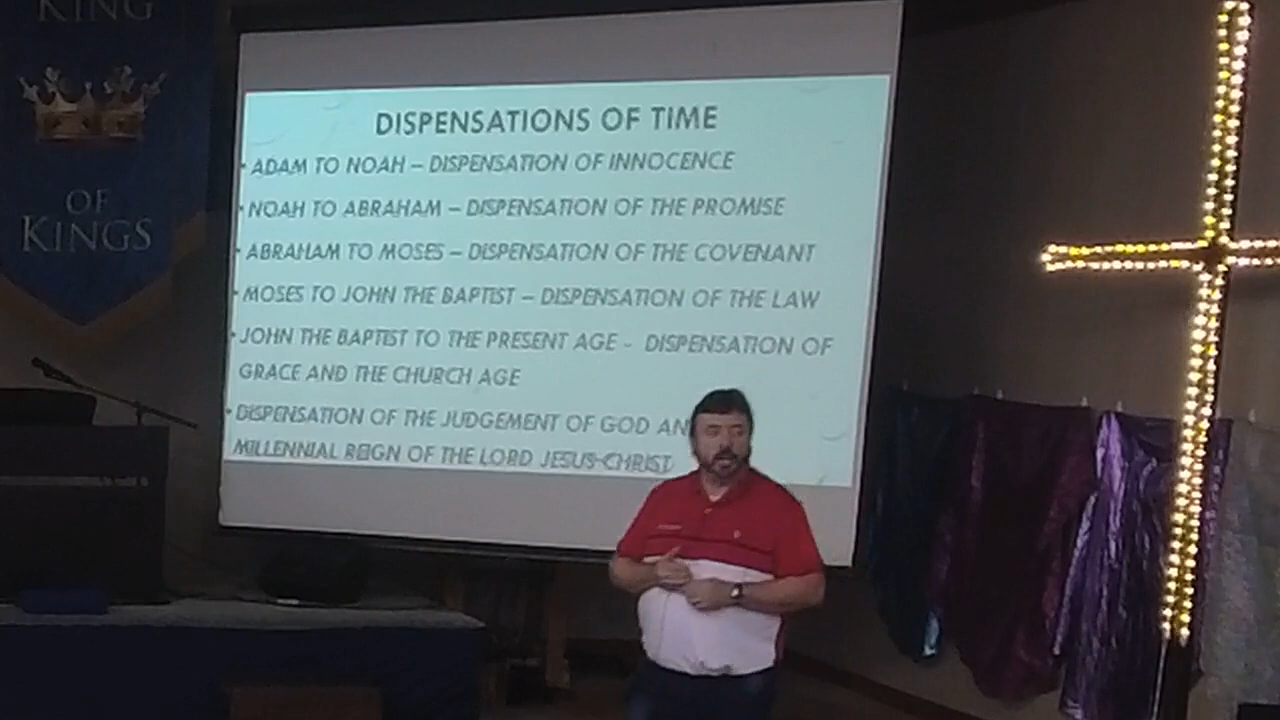 KING
OF
KINGS
DISPENSATIONS OF TIME
• ADAM TO NOAH – DISPENSATION OF INNOCENCE
• NOAH TO ABRAHAM – DISPENSATION OF THE PROMISE
• ABRAHAM TO MOSES – DISPENSATION OF THE COVENANT
• MOSES TO JOHN THE BAPTIST – DISPENSATION OF THE LAW
• JOHN THE BAPTIST TO THE PRESENT AGE - DISPENSATION OF
GRACE AND THE CHURCH AGE
• DISPENSATION OF THE JUDGEMENT OF GOD AN
MILLENNIAL REIGN OF THE LORD JESUS CHRIST